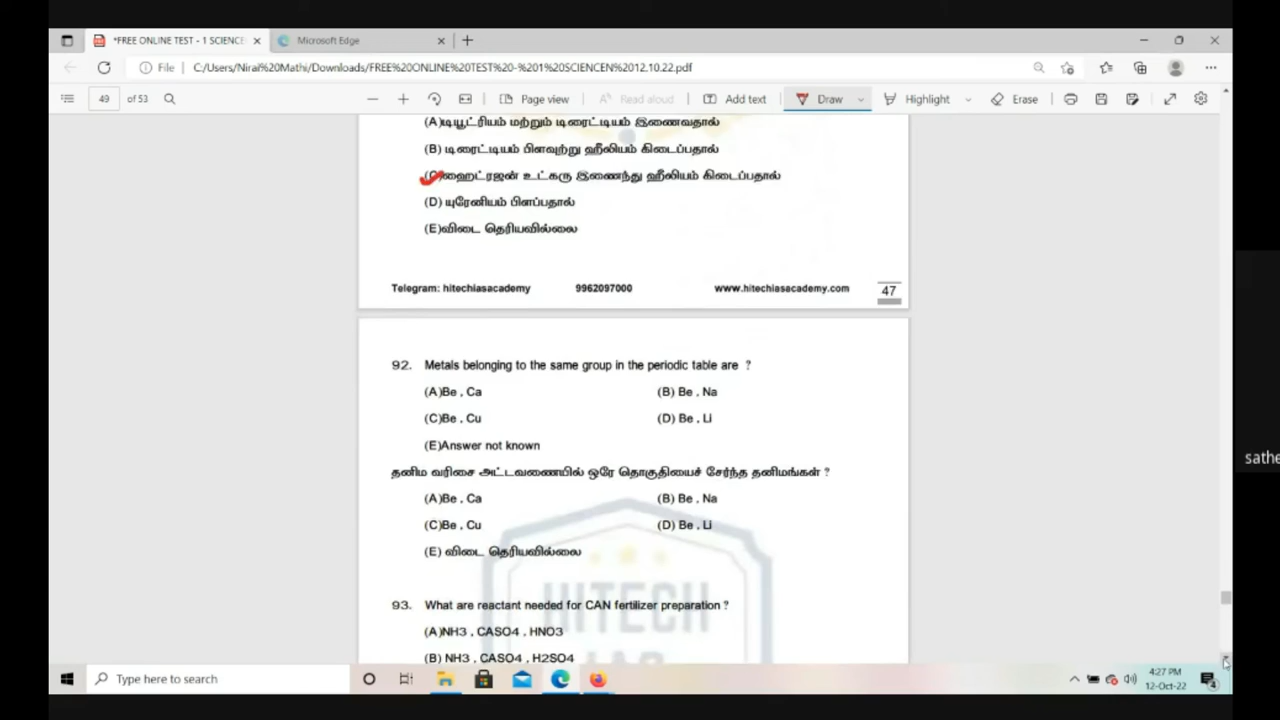 *FREE ONLINE TEST - 1 SCIENCE
Microsoft Edge
File C:/Users/Nirai%20Mathi/Downloads/FREE%20ONLINE%20TEST%20-%201%20SCIENCEN%2012.10.22.pdf
49 of 53 Page view Read aloud Add text Draw Highlight Erase
(A)டியூட்ரியம் மற்றும் டிரைட்டியம் இணைவதால்
(B) டிரைட்டியம் பிளவுற்று ஹீலியம் கிடைப்பதால்
(C)ஹைட்ரஜன் உட்கரு இணைந்து ஹீலியம் கிடைப்பதால்
(D) யுரேனியம் பிளப்பதால்
(E)விடை தெரியவில்லை
Telegram: hitechiasacademy 9962097000 www.hitechiasacademy.com 47
92. Metals belonging to the same group in the periodic table are ?
(A)Be , Ca (B) Be , Na
(C)Be , Cu (D) Be , Li
(E)Answer not known
தனிம வரிசை அட்டவணையில் ஒரே தொகுதியைச் சேர்ந்த தனிமங்கள் ?
(A)Be , Ca (B) Be , Na
(C)Be , Cu (D) Be , Li
(E) விடை தெரியவில்லை
93. What are reactant needed for CAN fertilizer preparation ?
(A)NH3 , CASO4 , HNO3
(B) NH3 , CASO4 , H2SO4
HITECH
IAS
sathe
Type here to search
4:27 PM
12-Oct-22
4